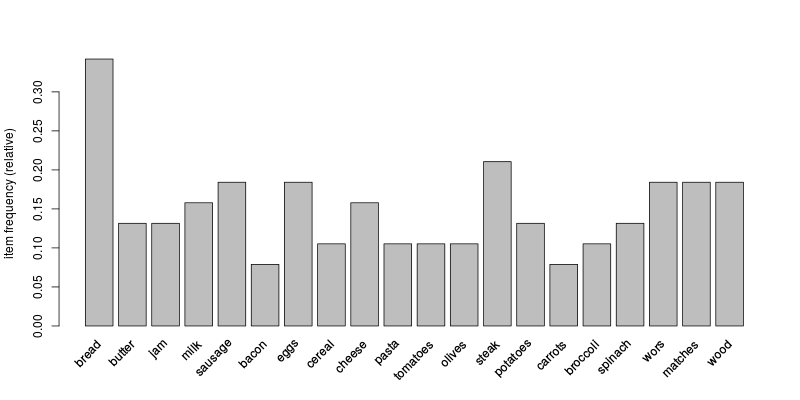 item frequency (relative)
0.30
0.25
0.20
0.15
0.10
0.05
0.00
bread
butter
jam
milk
sausage
bacon
eggs
cereal
cheese
pasta
tomatoes
olives
steak
potatoes
carrots
broccoli
spinach
wors
matches
wood